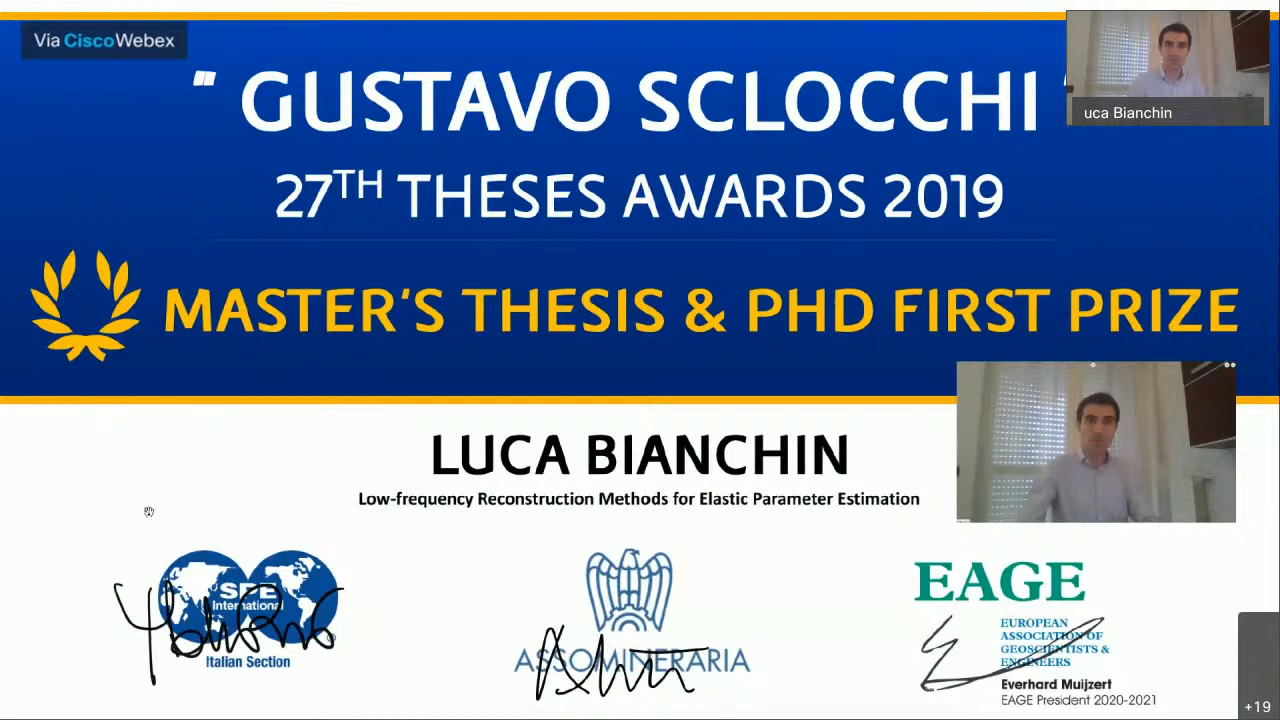 Via CiscoWebex
" GUSTAVO SCLOCCHI "
uca Bianchin
27TH THESES AWARDS 2019
MASTER'S THESIS & PHD FIRST PRIZE
LUCA BIANCHIN
Low-frequency Reconstruction Methods for Elastic Parameter Estimation
SPE
International
Italian Section
ASSOMINERARIA
EAGE
EUROPEAN
ASSOCIATION OF
GEOSCIENTISTS &
ENGINEERS
Everhard Muijzert
EAGE President 2020-2021
+19